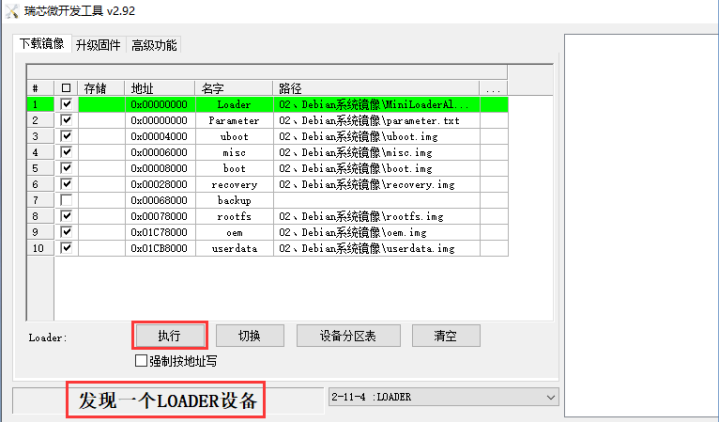 瑞芯微开发工具 v2.92
下载镜像 升级固件 高级功能
# 存储 地址 名字 路径 ...
1 0x00000000 Loader 02、Debian系统镜像\MiniLoaderAl...
2 0x00000000 Parameter 02、Debian系统镜像\parameter.txt
3 0x00004000 uboot 02、Debian系统镜像\uboot.img
4 0x00006000 misc 02、Debian系统镜像\misc.img
5 0x00008000 boot 02、Debian系统镜像\boot.img
6 0x00028000 recovery 02、Debian系统镜像\recovery.img
7 0x00068000 backup
8 0x00078000 rootfs 02、Debian系统镜像\rootfs.img
9 0x01C78000 oem 02、Debian系统镜像\oem.img
10 0x01CB8000 userdata 02、Debian系统镜像\userdata.img
Loader: 执行 切换 设备分区表 清空
强制按地址写
发现一个LOADER设备 2-11-4 :LOADER